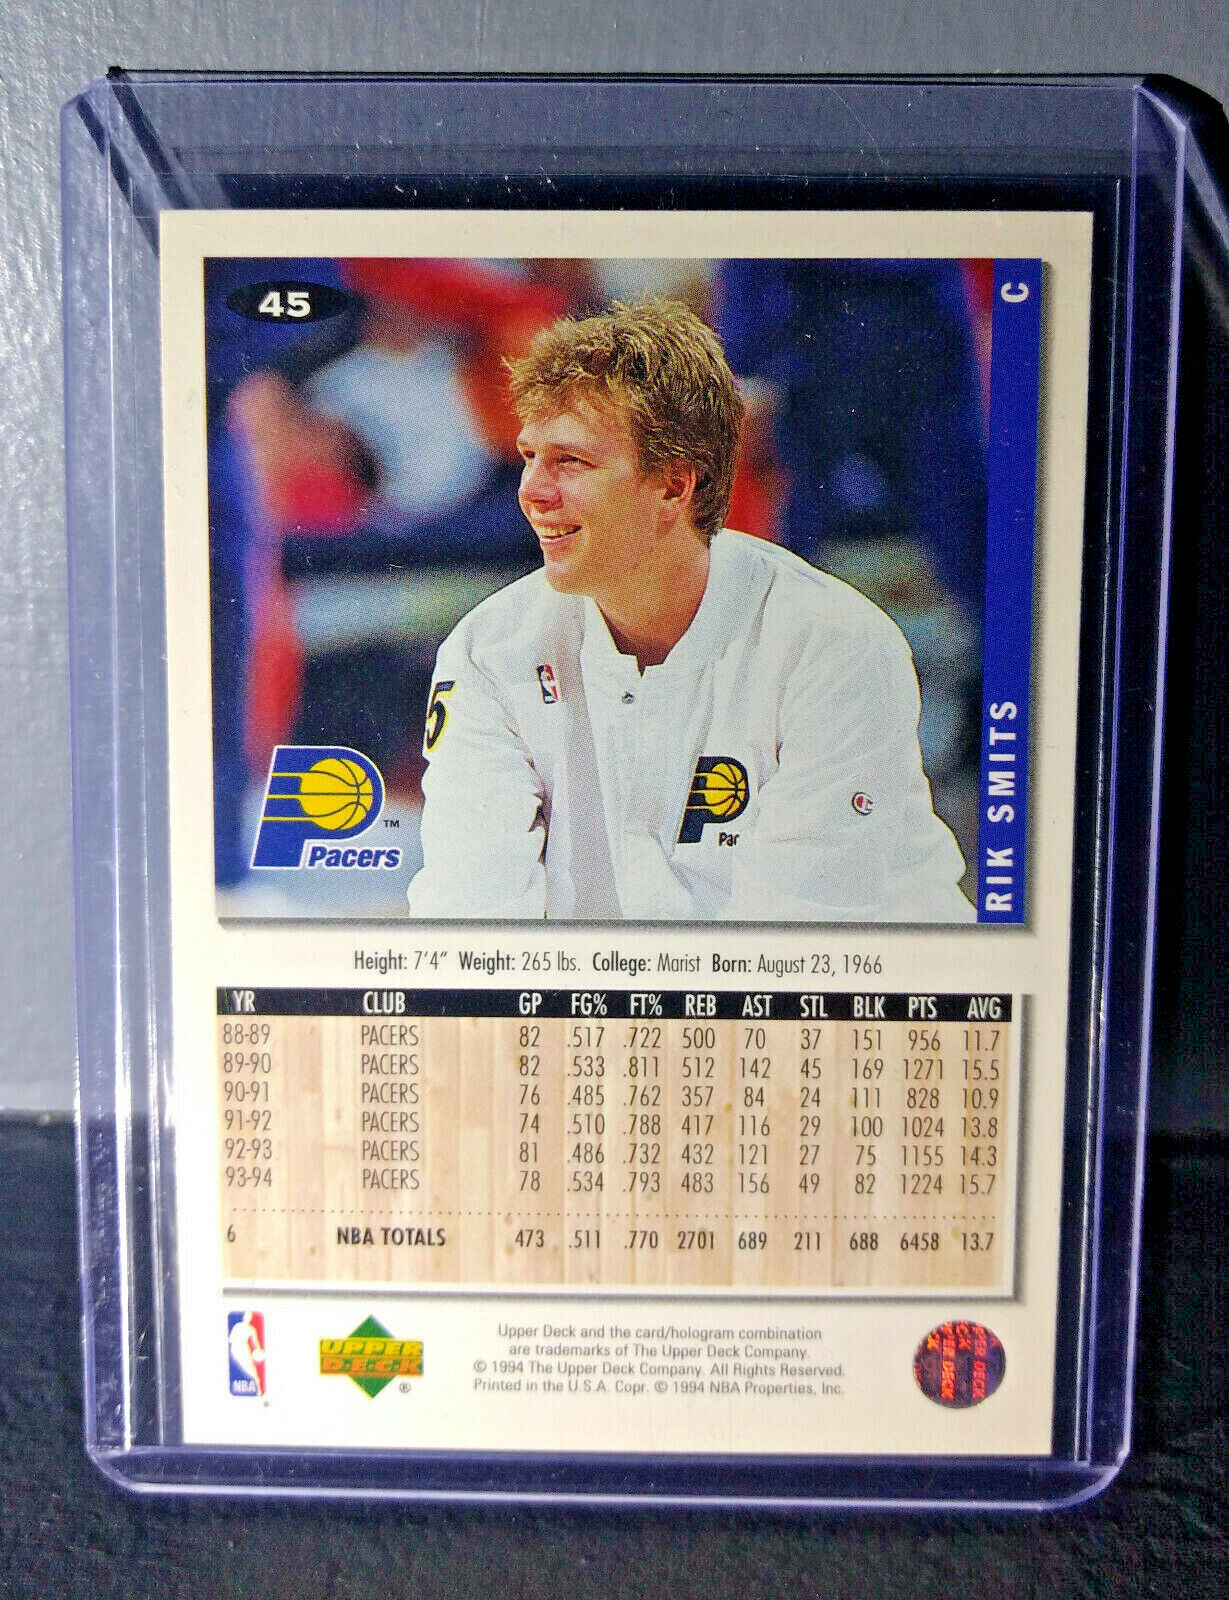 45
C
RIK SMITS
5
Par
Pacers
TM
Height: 7'4" Weight: 265 lbs. College: Marist Born: August 23, 1966
YR CLUB GP FG% FT% REB AST STL BLK PTS AVG
88-89 PACERS 82 .517 .722 500 70 37 151 956 11.7
89-90 PACERS 82 .533 .811 512 142 45 169 1271 15.5
90-91 PACERS 76 .485 .762 357 84 24 111 828 10.9
91-92 PACERS 74 .510 .788 417 116 29 100 1024 13.8
92-93 PACERS 81 .486 .732 432 121 27 75 1155 14.3
93-94 PACERS 78 .534 .793 483 156 49 82 1224 15.7
6 NBA TOTALS 473 .511 .770 2701 689 211 688 6458 13.7
NBA
UPPER
DECK
®
Upper Deck and the card/hologram combination
are trademarks of The Upper Deck Company.
© 1994 The Upper Deck Company. All Rights Reserved.
Printed in the U.S.A. Copr. © 1994 NBA Properties, Inc.